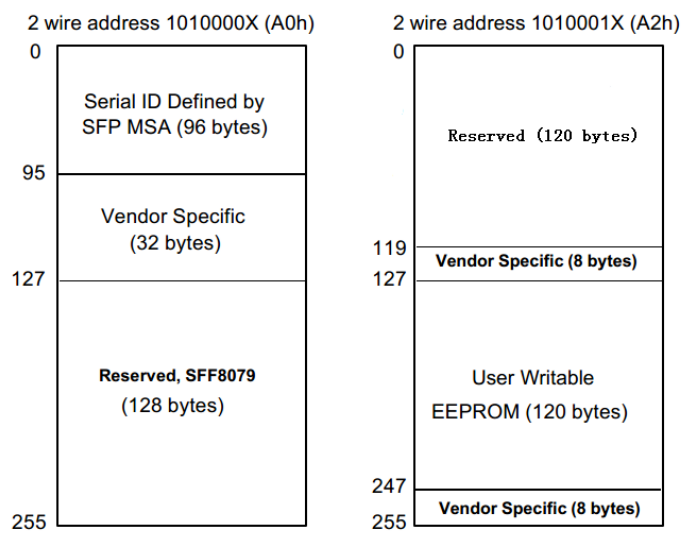 2 wire address 1010000X (A0h)
0
Serial ID Defined by
SFP MSA (96 bytes)
95
Vendor Specific
(32 bytes)
127
Reserved, SFF8079
(128 bytes)
255
2 wire address 1010001X (A2h)
0
Reserved (120 bytes)
119
Vendor Specific (8 bytes)
127
User Writable
EEPROM (120 bytes)
247
Vendor Specific (8 bytes)
255